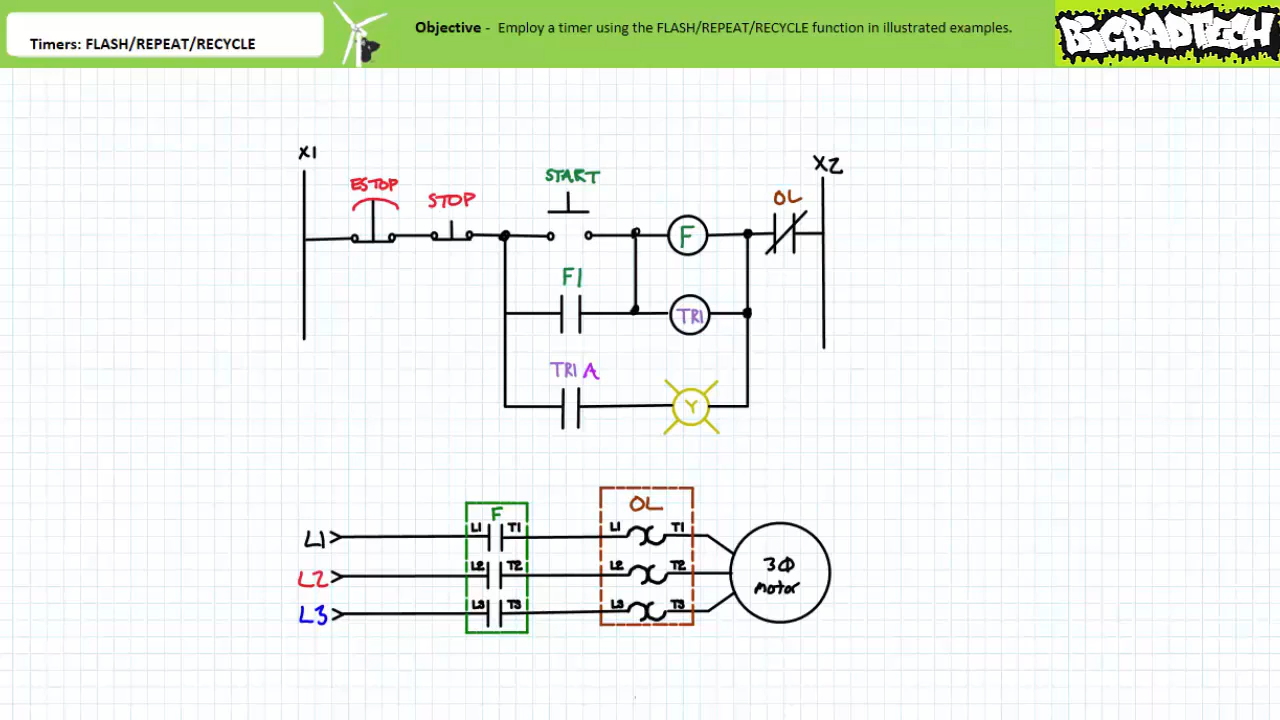 Timers: FLASH/REPEAT/RECYCLE
Objective - Employ a timer using the FLASH/REPEAT/RECYCLE function in illustrated examples.
BIGBADTECH
X1
X2
ESTOP
STOP
START
OL
F
F1
TR1
TR1 A
Y
F
OL
L1
L1 T1
L1 T1
L2
L2 T2
L2 T2
L3
L3 T3
L3 T3
3Φ
motor